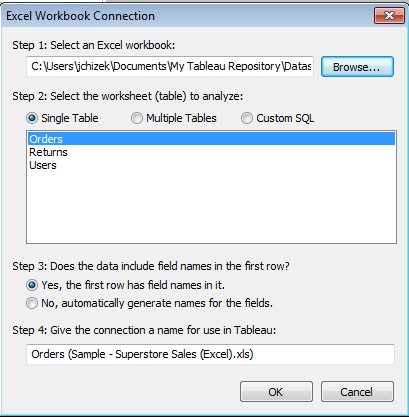 Excel Workbook Connection
Step 1: Select an Excel workbook:
C:\Users\jchizek\Documents\My Tableau Repository\Datas
Browse...
Step 2: Select the worksheet (table) to analyze:
Single Table Multiple Tables Custom SQL
Orders
Returns
Users
Step 3: Does the data include field names in the first row?
Yes, the first row has field names in it.
No, automatically generate names for the fields.
Step 4: Give the connection a name for use in Tableau:
Orders (Sample - Superstore Sales (Excel).xls)
OK Cancel